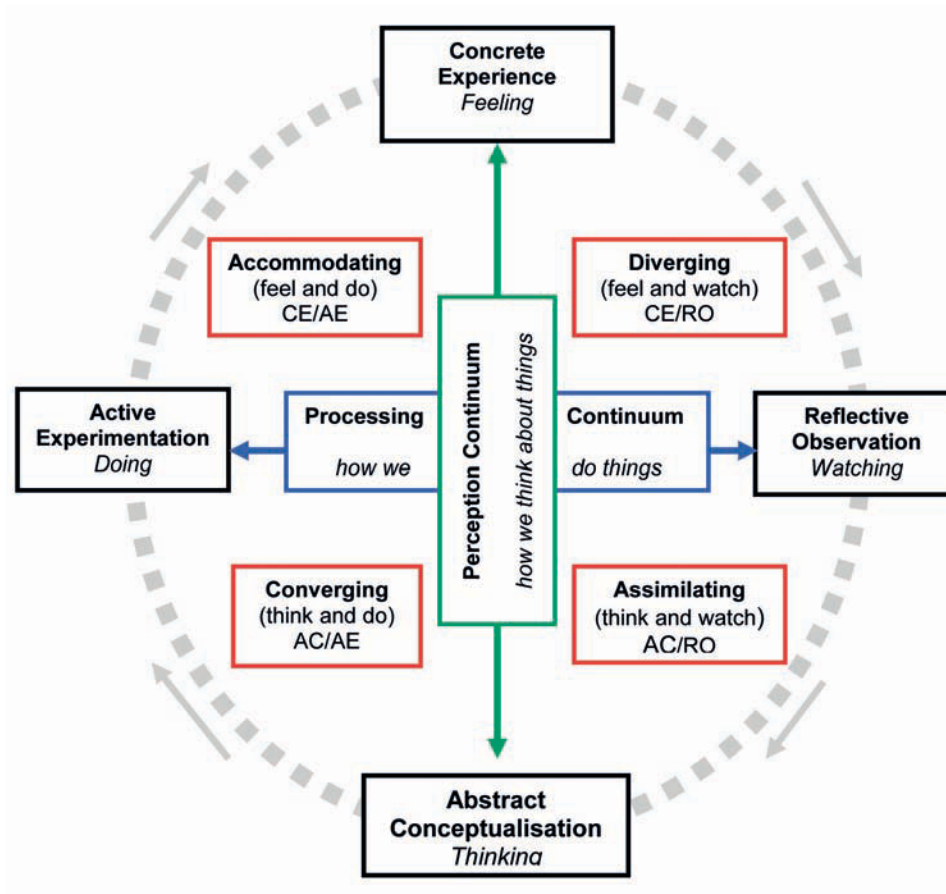 Concrete
Experience
Feeling
Accommodating
(feel and do)
CE/AE
Diverging
(feel and watch)
CE/RO
Perception Continuum
how we think about things
Active
Experimentation
Doing
Processing
how we
Continuum
do things
Reflective
Observation
Watching
Converging
(think and do)
AC/AE
Assimilating
(think and watch)
AC/RO
Abstract
Conceptualisation
Thinking